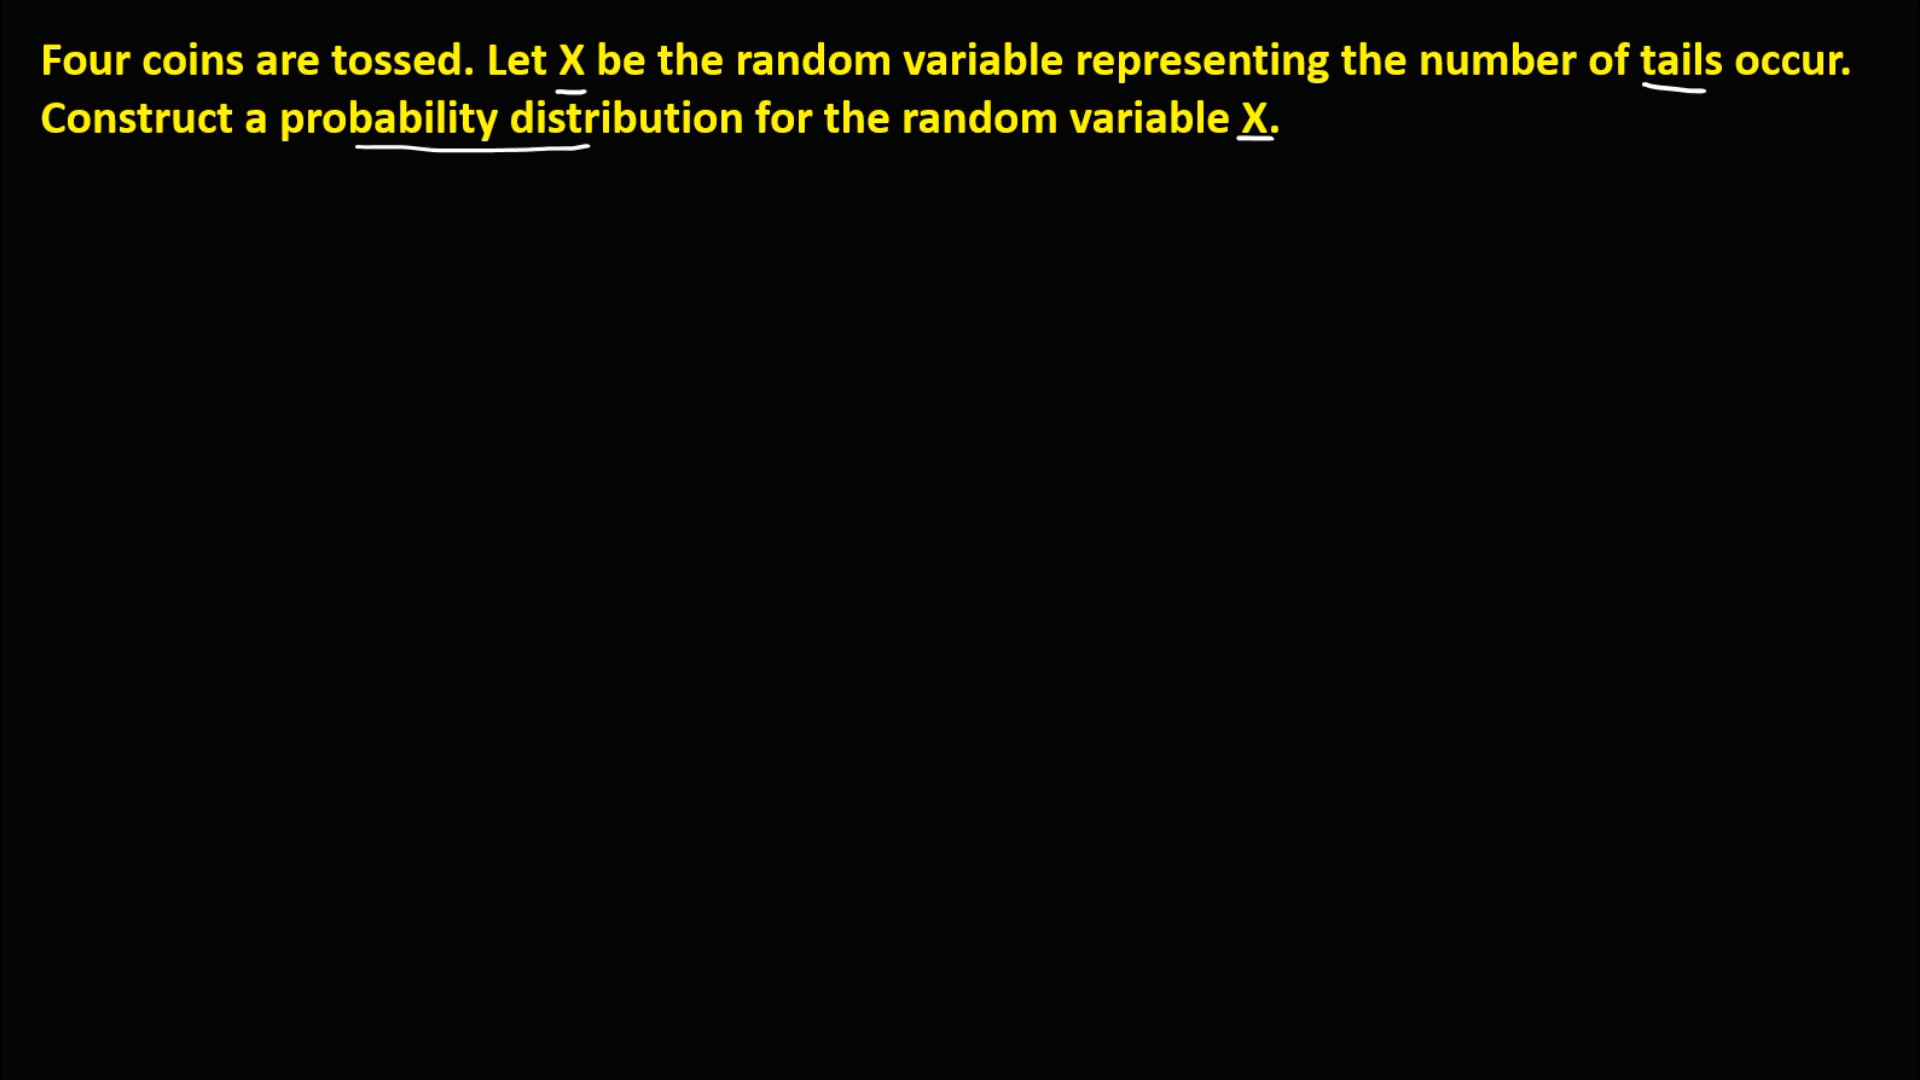 Four coins are tossed. Let X be the random variable representing the number of tails occur.
Construct a probability distribution for the random variable X.